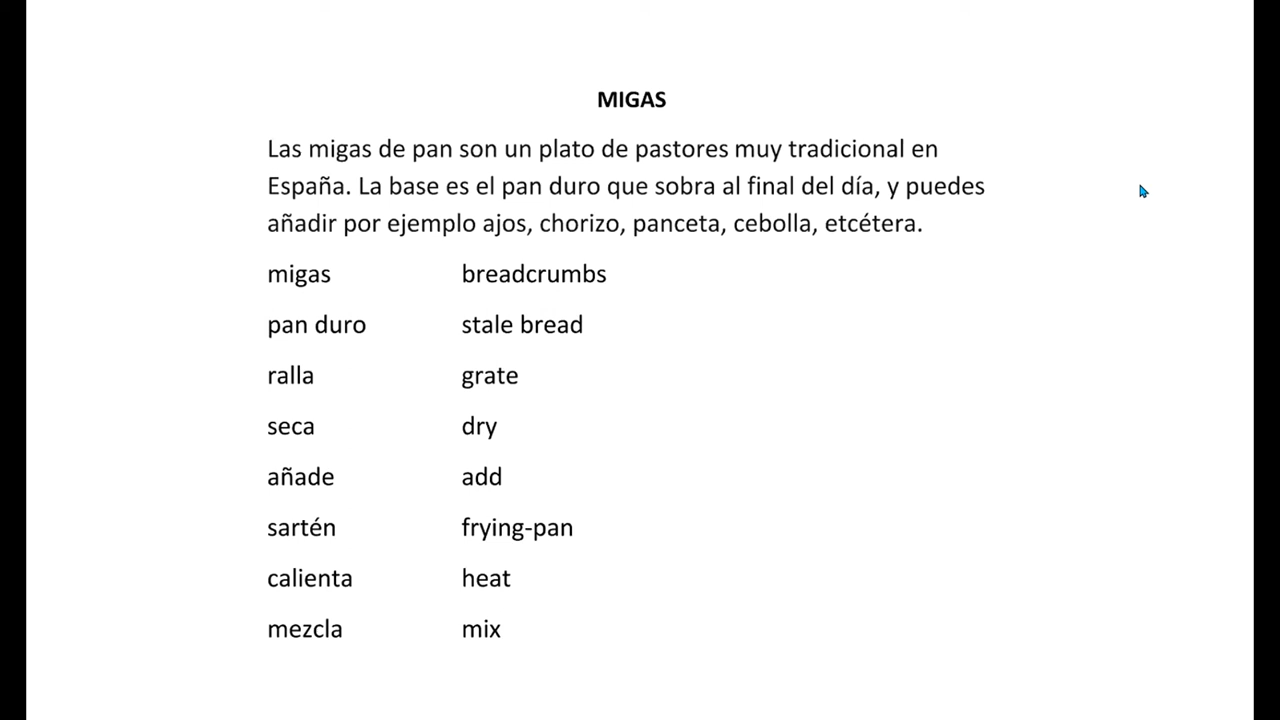 MIGAS
Las migas de pan son un plato de pastores muy tradicional en
España. La base es el pan duro que sobra al final del día, y puedes
añadir por ejemplo ajos, chorizo, panceta, cebolla, etcétera.
migas breadcrumbs
pan duro stale bread
ralla grate
seca dry
añade add
sartén frying-pan
calienta heat
mezcla mix